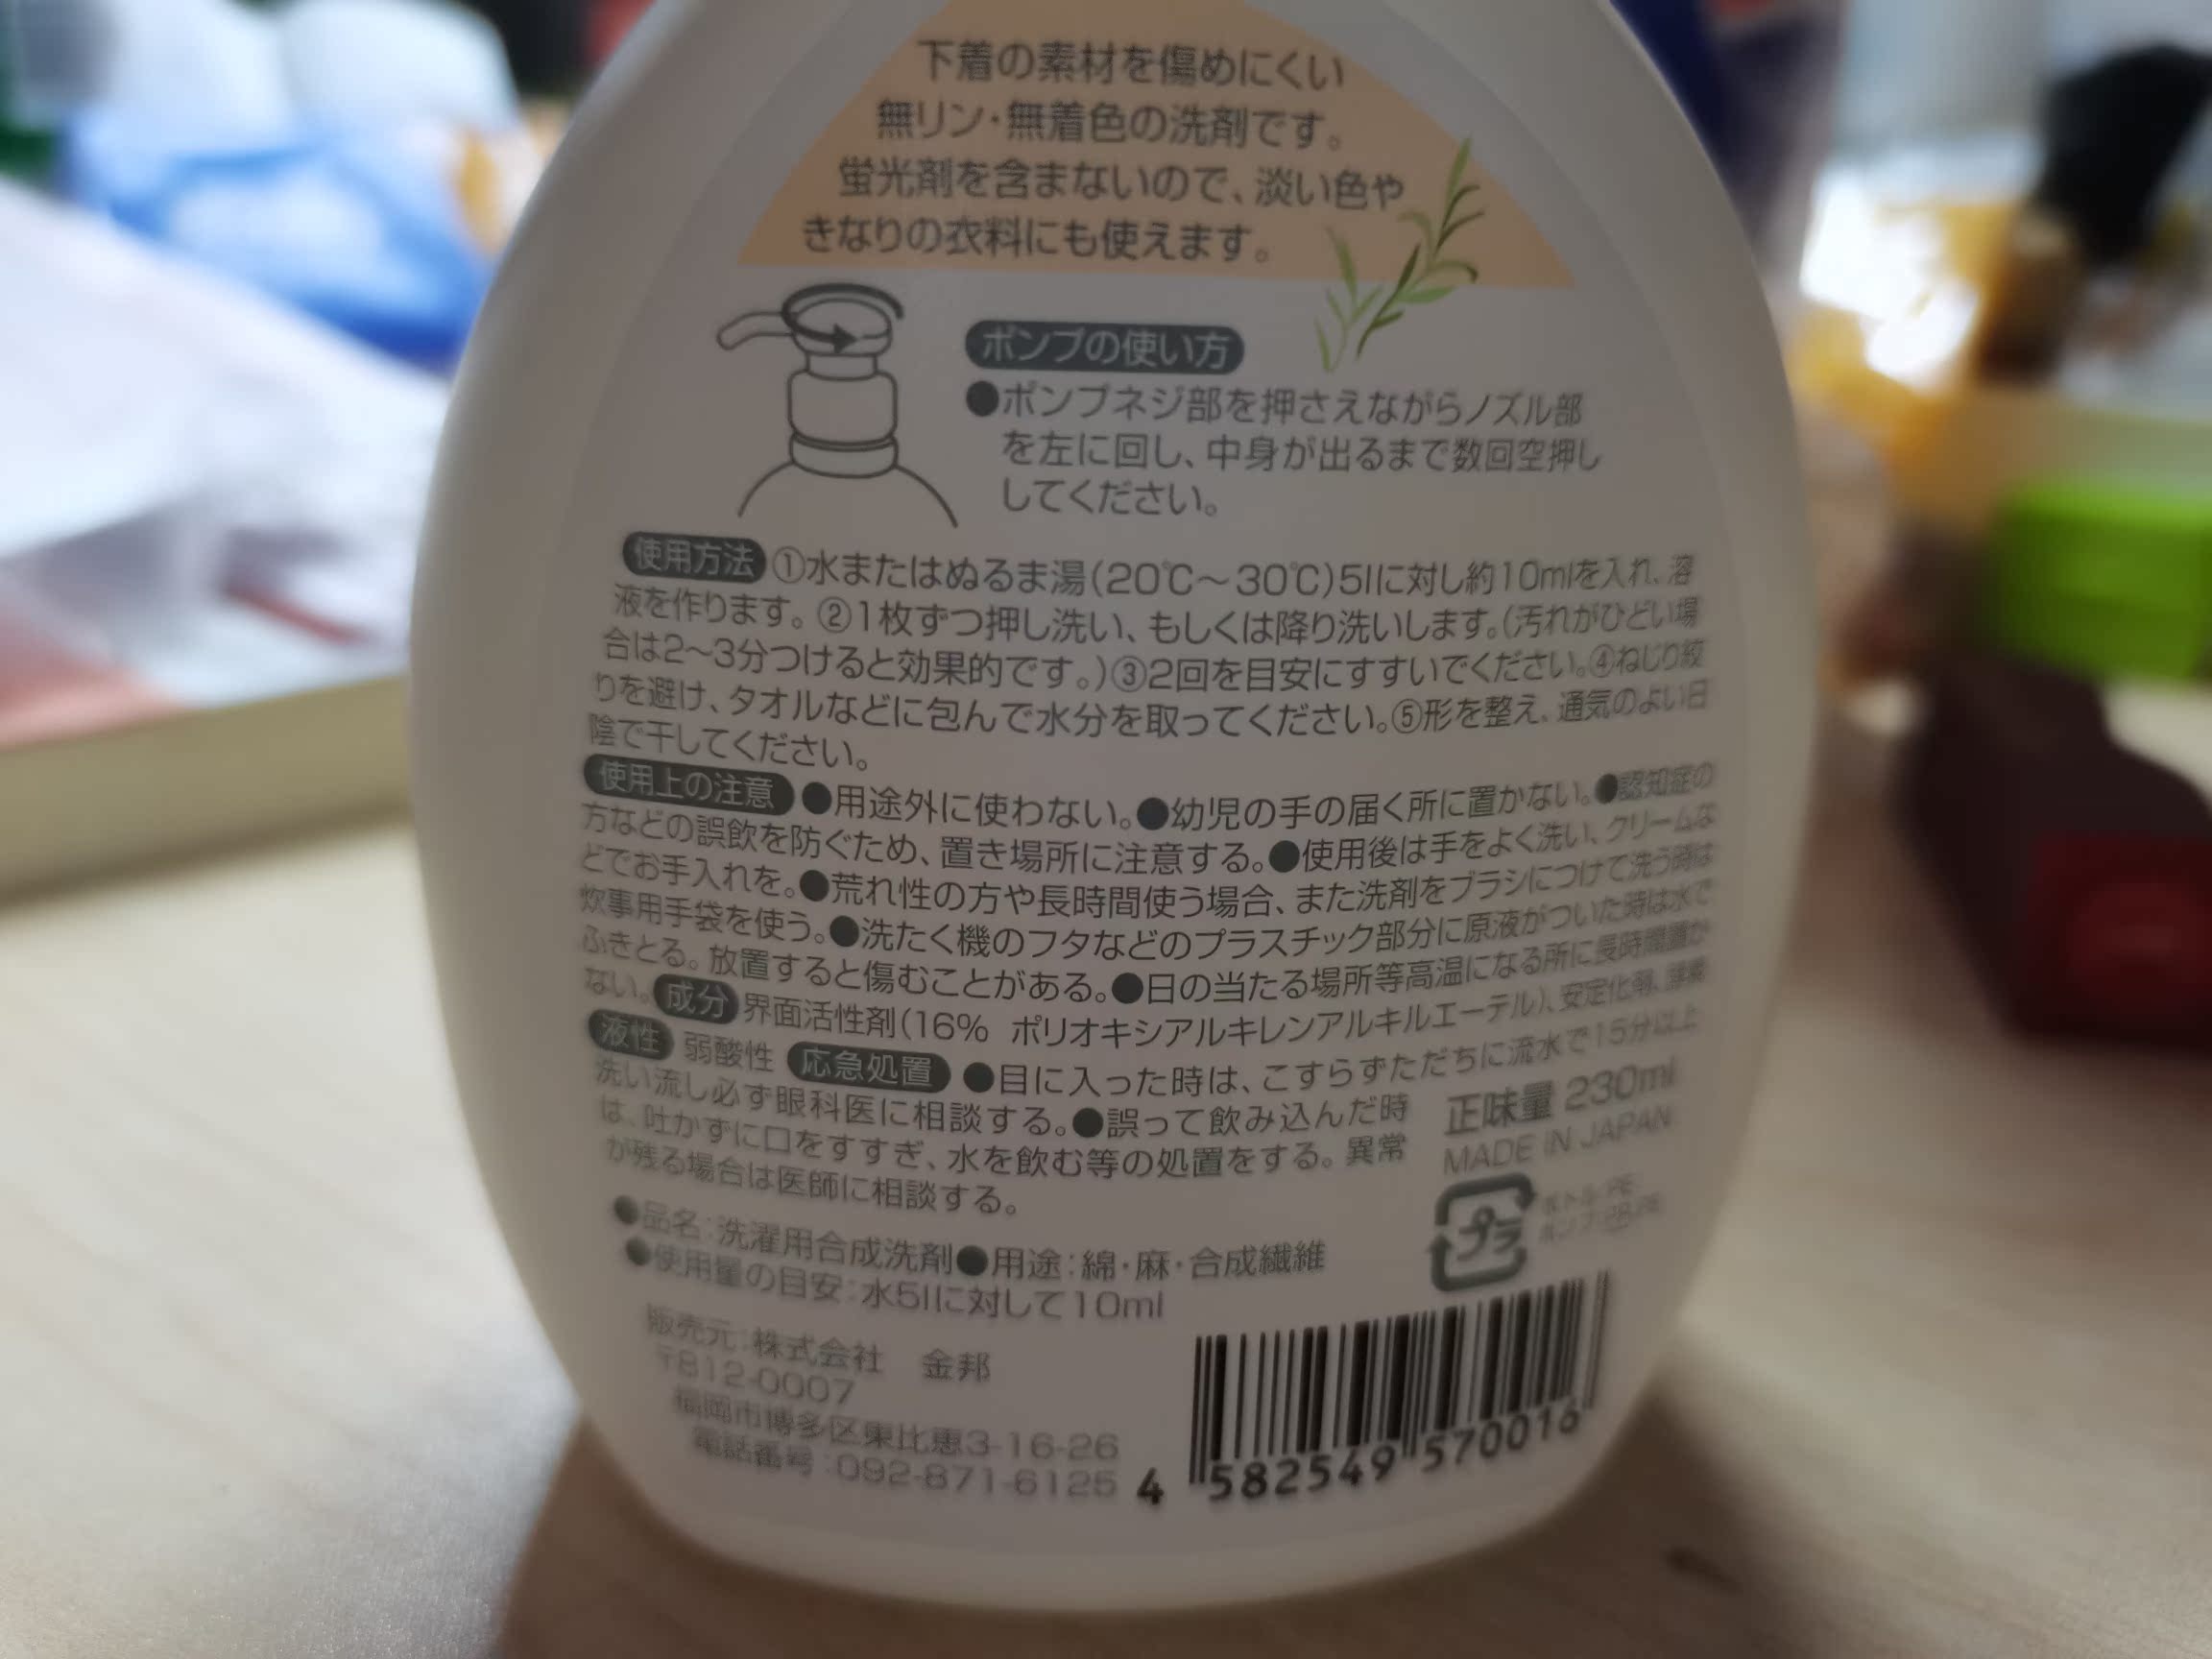 下着の素材を傷めにくい
無リン・無着色の洗剤です。
蛍光剤を含まないので、淡い色や
きなりの衣料にも使えます。
ポンプの使い方
●ポンプネジ部を押さえながらノズル部
を左に回し、中身が出るまで数回空押し
してください。
使用方法 ①水またはぬるま湯(20℃～30℃)5lに対し約10mlを入れ、溶
液を作ります。②1枚ずつ押し洗い、もしくは降り洗いします。(汚れがひどい場
合は2～3分つけると効果的です。)③2回を目安にすすいでください。④ねじり絞
りを避け、タオルなどに包んで水分を取ってください。⑤形を整え、通気のよい日
陰で干してください。
使用上の注意 ●用途外に使わない。●幼児の手の届く所に置かない。●認知症の
方などの誤飲を防ぐため、置き場所に注意する。●使用後は手をよく洗い、クリームな
どでお手入れを。●荒れ性の方や長時間使う場合、また洗剤をブラシにつけて洗う時は
炊事用手袋を使う。●洗たく機のフタなどのプラスチック部分に原液がついた時は水で
ふきとる。放置すると傷むことがある。●日の当たる場所等高温になる所に長時間置か
ない。 成分 界面活性剤(16% ポリオキシアルキレンアルキルエーテル)、安定化剤、
液性 弱酸性 応急処置 ●目に入った時は、こすらずただちに流水で15分以上
洗い流し必ず眼科医に相談する。●誤って飲み込んだ時
は、吐かずに口をすすぎ、水を飲む等の処置をする。異常
が残る場合は医師に相談する。
正味量 230ml
MADE IN JAPAN
プラ
ボトル:PE
ポンプ:PP,PE
●品名:洗濯用合成洗剤●用途:綿・麻・合成繊維
●使用量の目安:水5lに対して10ml
販売元:株式会社 金邦
〒812-0007
福岡市博多区東比恵3-16-26
電話番号:092-871-6125
4 582549 570016